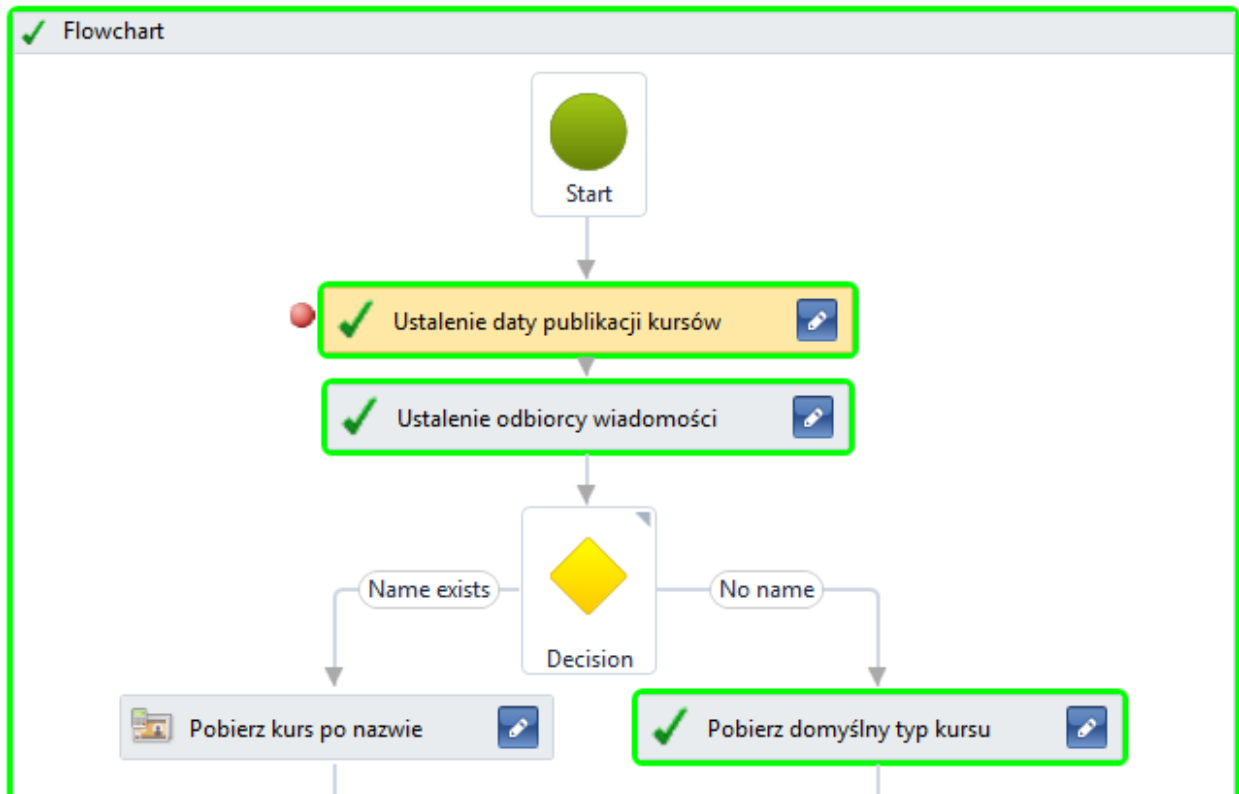 Flowchart
Start
Ustalenie daty publikacji kursów
Ustalenie odbiorcy wiadomości
Name exists
No name
Decision
Pobierz kurs po nazwie
Pobierz domyślny typ kursu